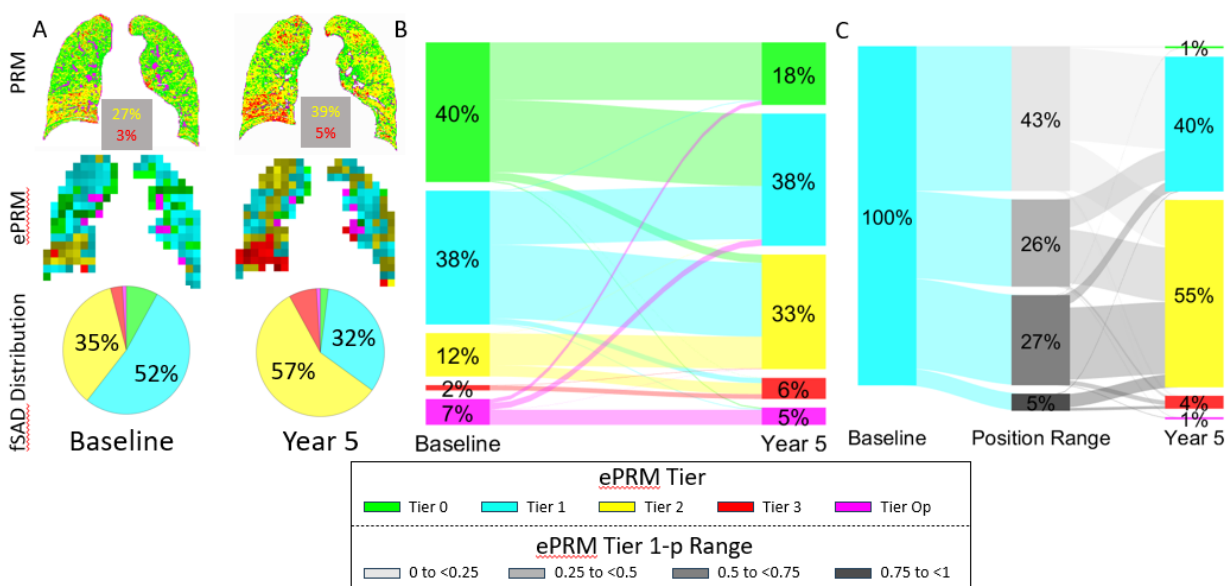 A
B
C
PRM
27%
3%
39%
5%
ePRM
fSAD Distribution
35%
52%
32%
57%
Baseline
Year 5
40%
38%
12%
2%
7%
18%
38%
33%
6%
5%
Baseline
Year 5
100%
43%
26%
27%
5%
1%
40%
55%
4%
1%
Baseline
Position Range
Year 5
ePRM Tier
Tier 0 Tier 1 Tier 2 Tier 3 Tier Op
ePRM Tier 1-p Range
0 to <0.25 0.25 to <0.5 0.5 to <0.75 0.75 to <1